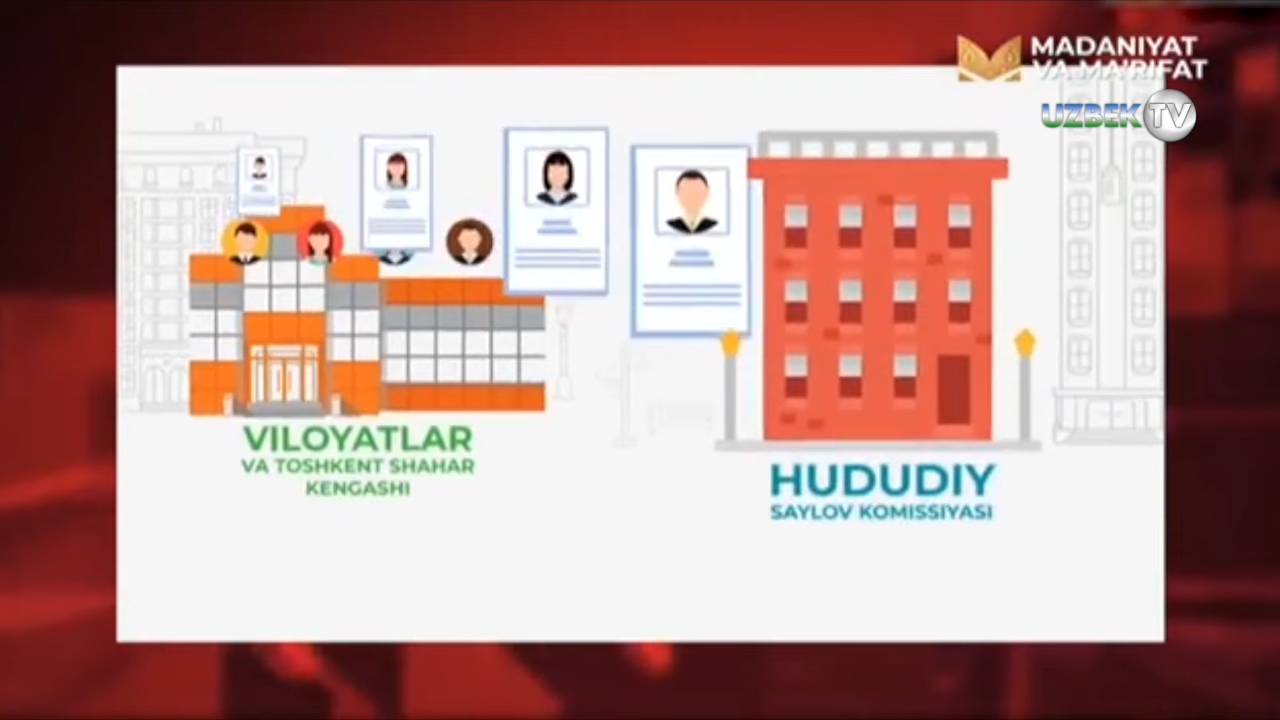 MADANIYAT
VA MA'RIFAT
UZBEK TV
VILOYATLAR
VA TOSHKENT SHAHAR
KENGASHI
HUDUDIY
SAYLOV KOMISSIYASI